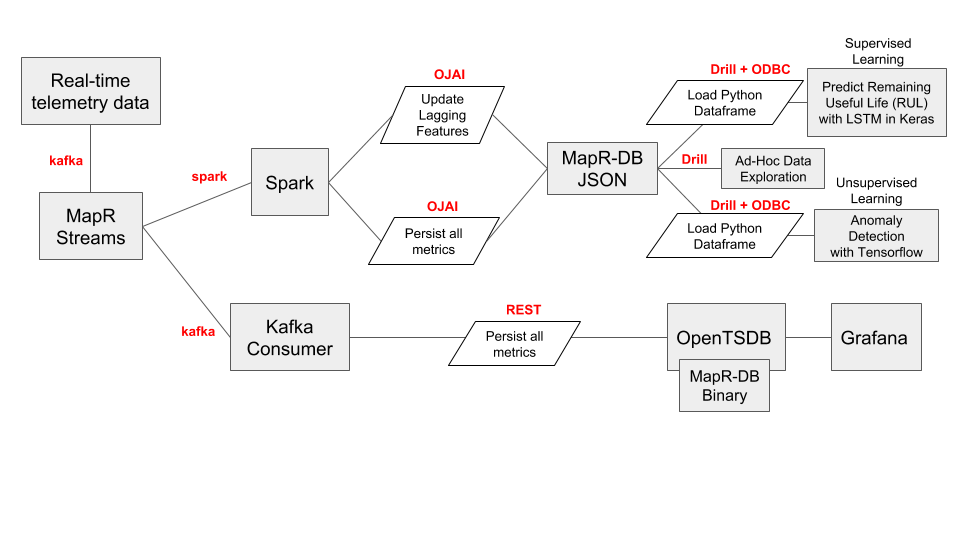 Real-time
telemetry data
kafka
MapR
Streams
spark
Spark
kafka
Kafka
Consumer
OJAI
Update
Lagging
Features
OJAI
Persist all
metrics
REST
Persist all
metrics
MapR-DB
JSON
Drill + ODBC
Load Python
Dataframe
Supervised
Learning
Predict Remaining
Useful Life (RUL)
with LSTM in Keras
Drill
Ad-Hoc Data
Exploration
Drill + ODBC
Load Python
Dataframe
Unsupervised
Learning
Anomaly
Detection
with Tensorflow
OpenTSDB
MapR-DB
Binary
Grafana